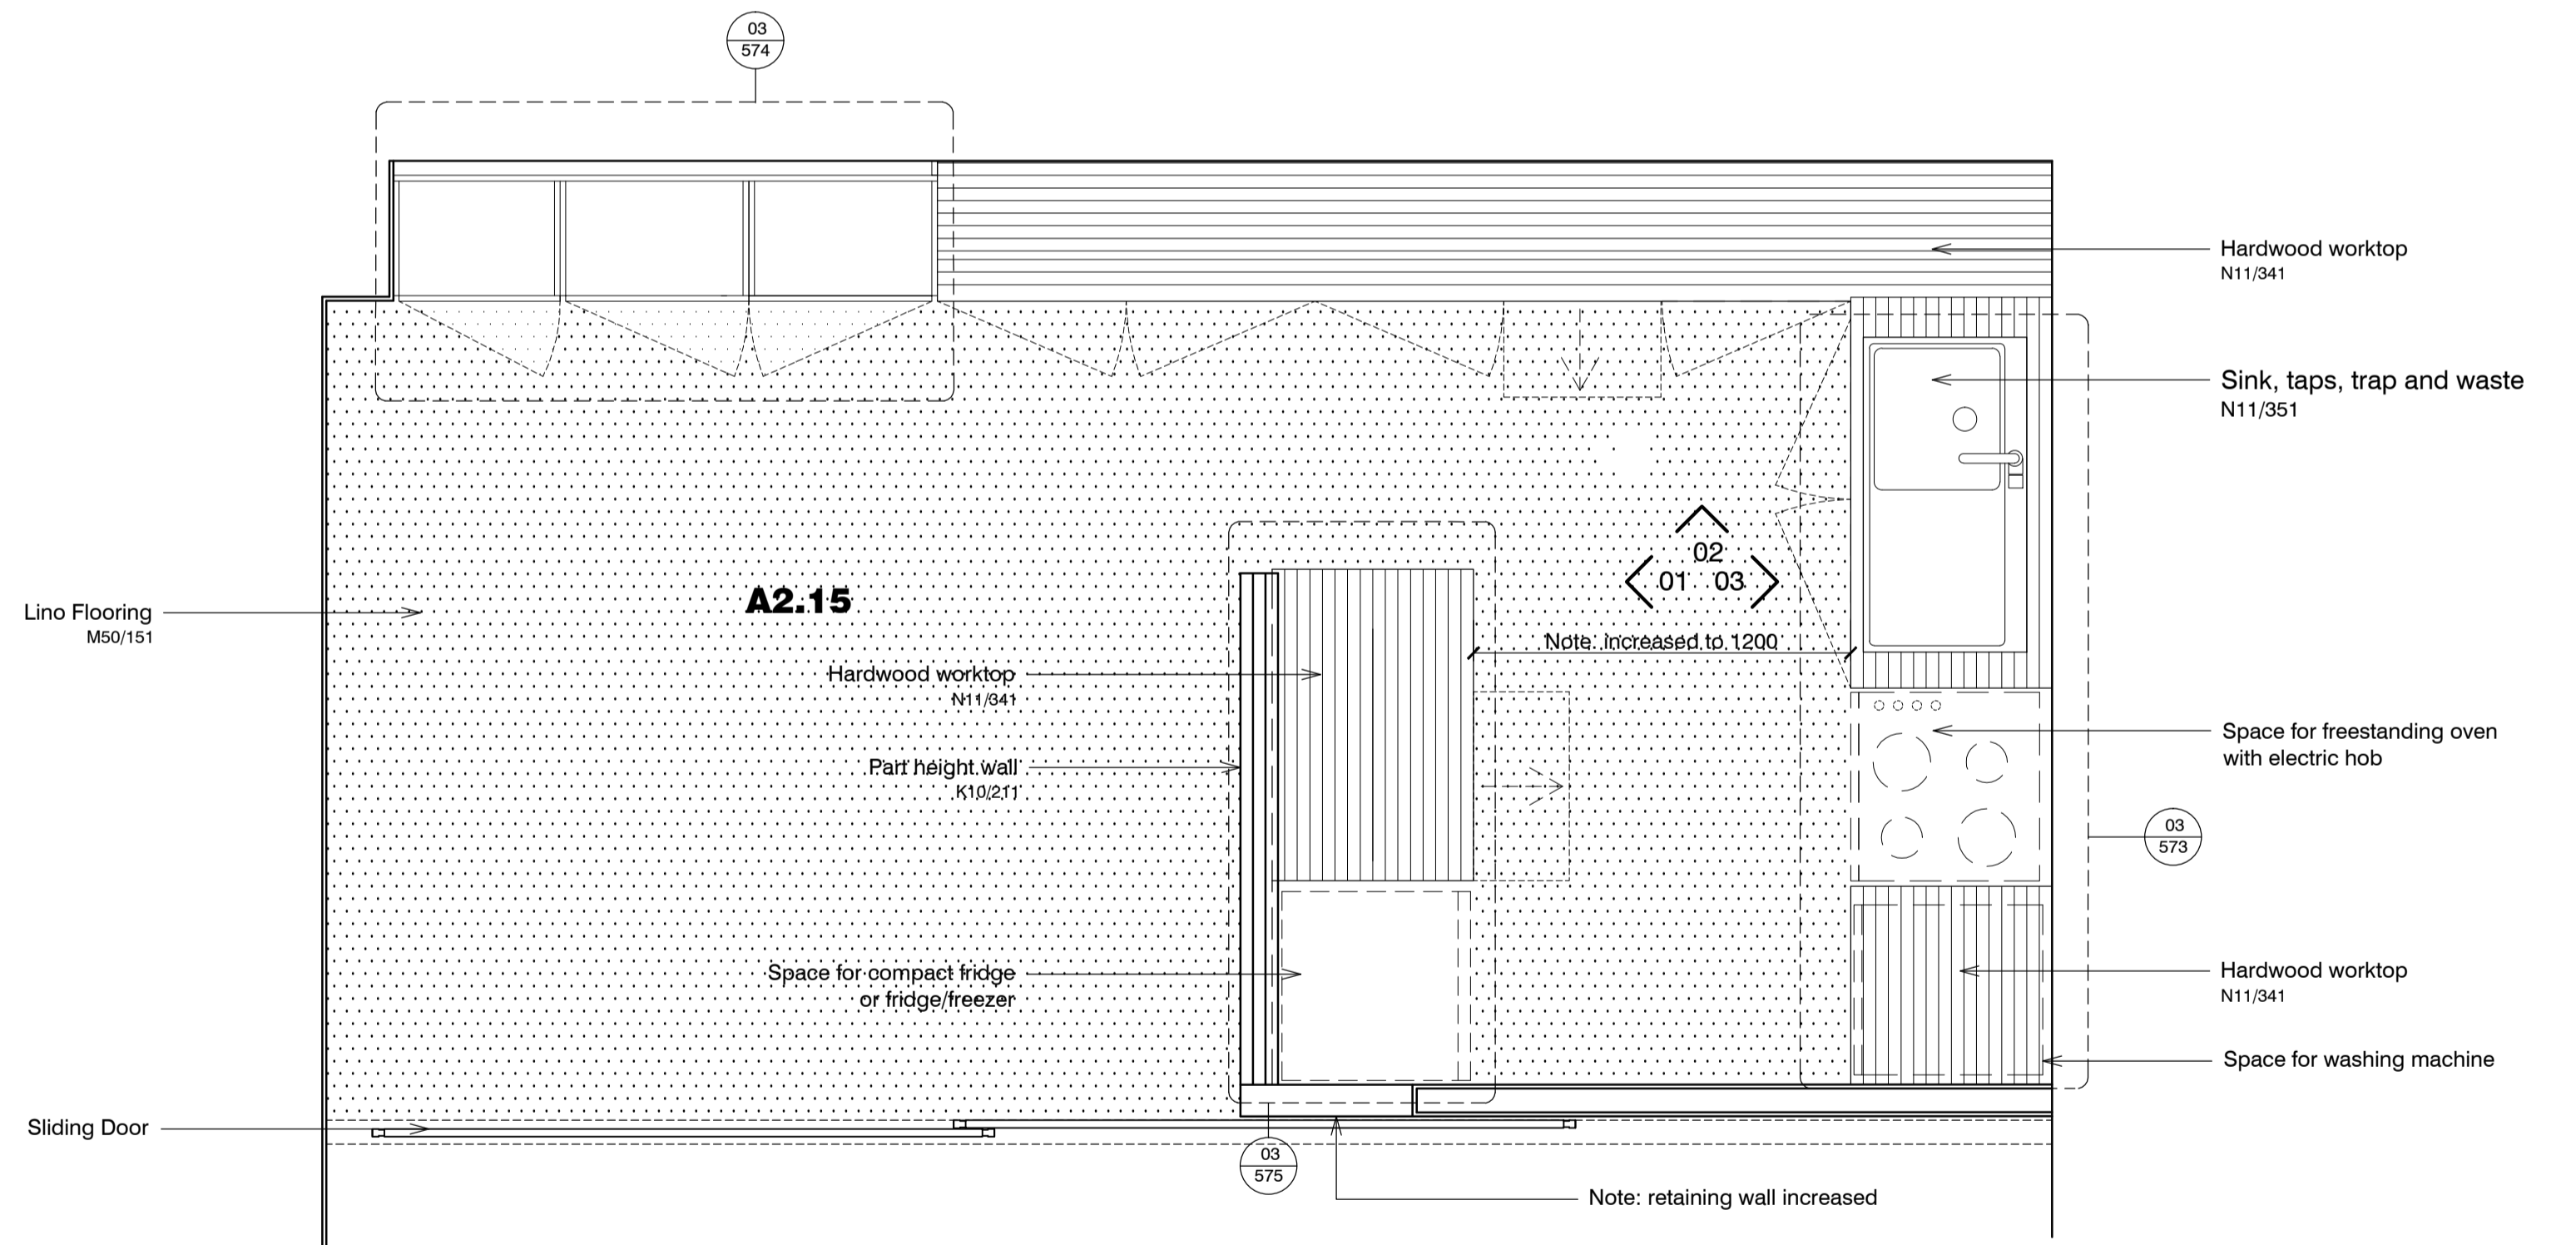 03
574
Hardwood worktop
N11/341
Sink, taps, trap and waste
N11/351
02
01 03
A2.15
Lino Flooring
M50/151
Note: increased to 1200
Hardwood worktop
N11/341
Part height wall
K10/211
Space for freestanding oven
with electric hob
03
573
Space for compact fridge
or fridge/freezer
Hardwood worktop
N11/341
Space for washing machine
Sliding Door
03
575
Note: retaining wall increased